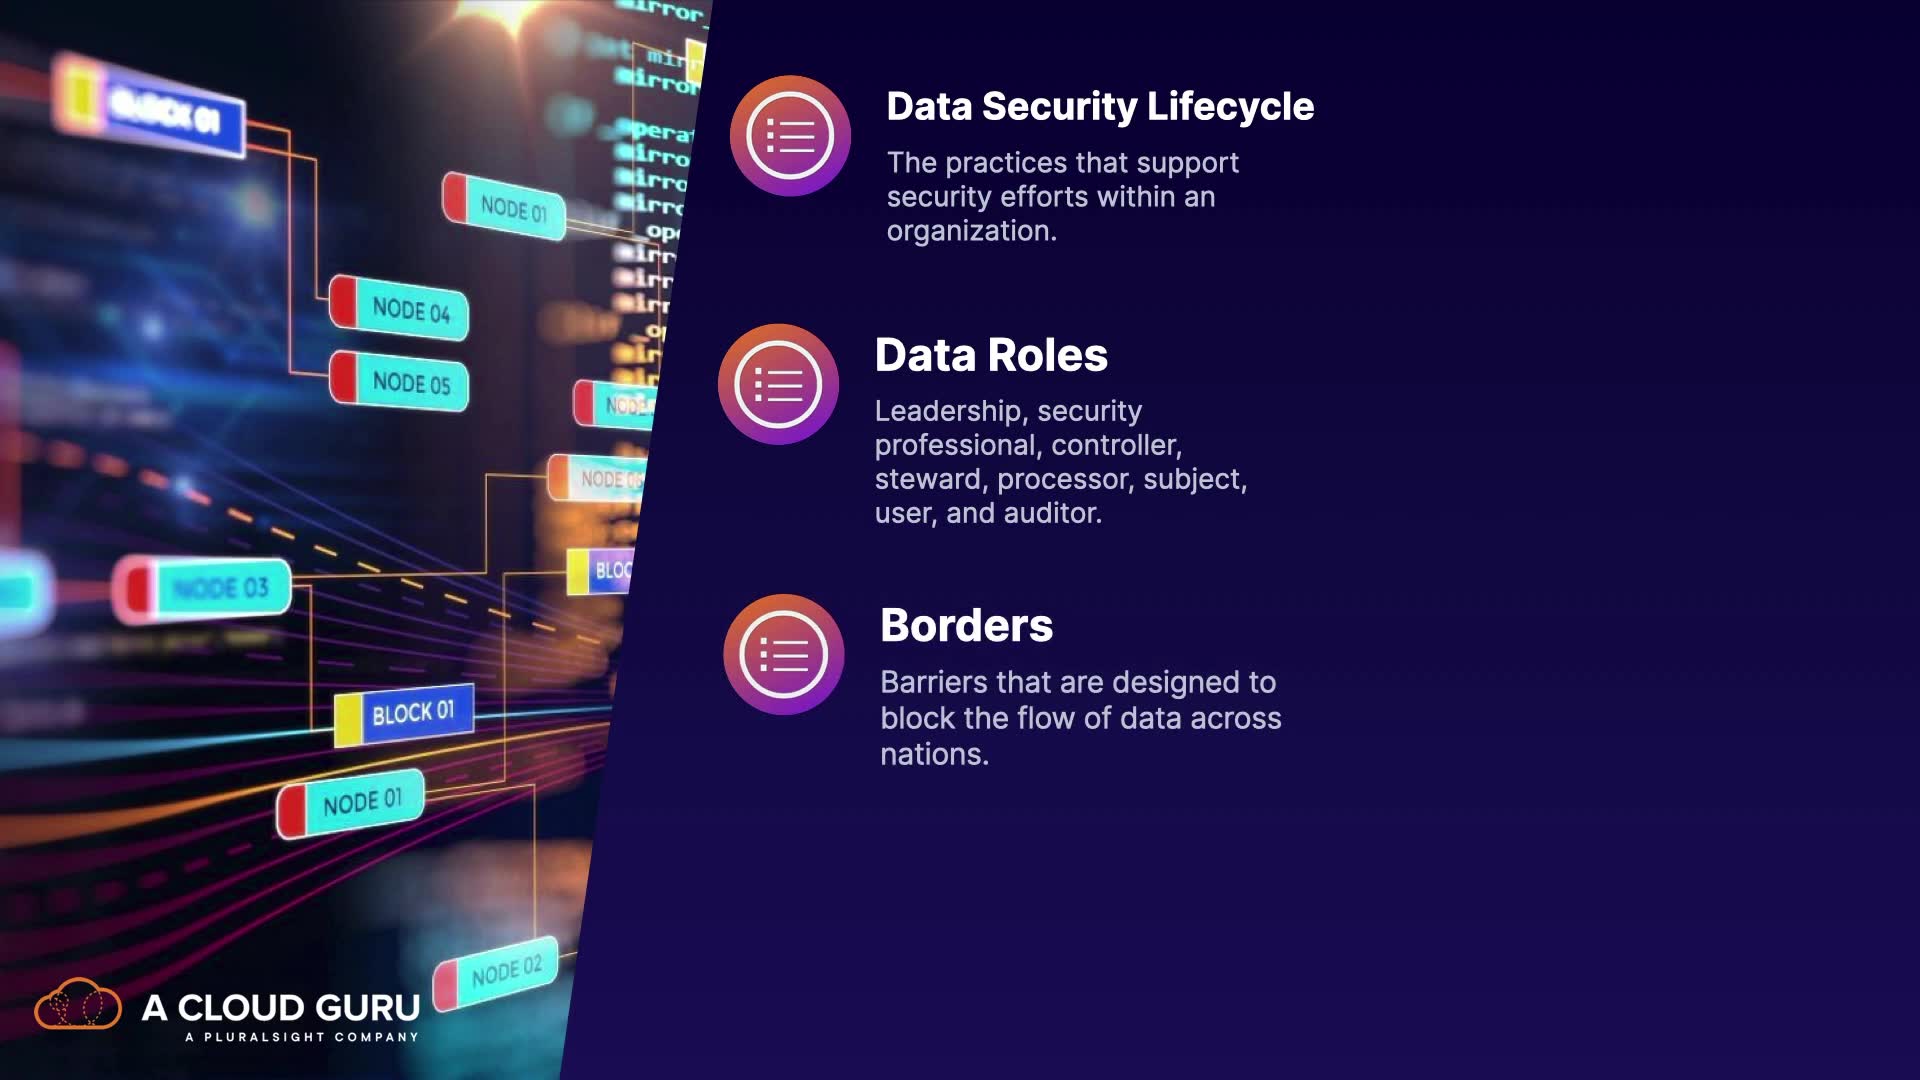 Data Security Lifecycle
The practices that support
security efforts within an
organization.
Data Roles
Leadership, security
professional, controller,
steward, processor, subject,
user, and auditor.
Borders
Barriers that are designed to
block the flow of data across
nations.
BLOCK 01
NODE 01
NODE 04
NODE 05
NODE 03
BLOCK 01
NODE 01
NODE 02
A CLOUD GURU
A PLURALSIGHT COMPANY